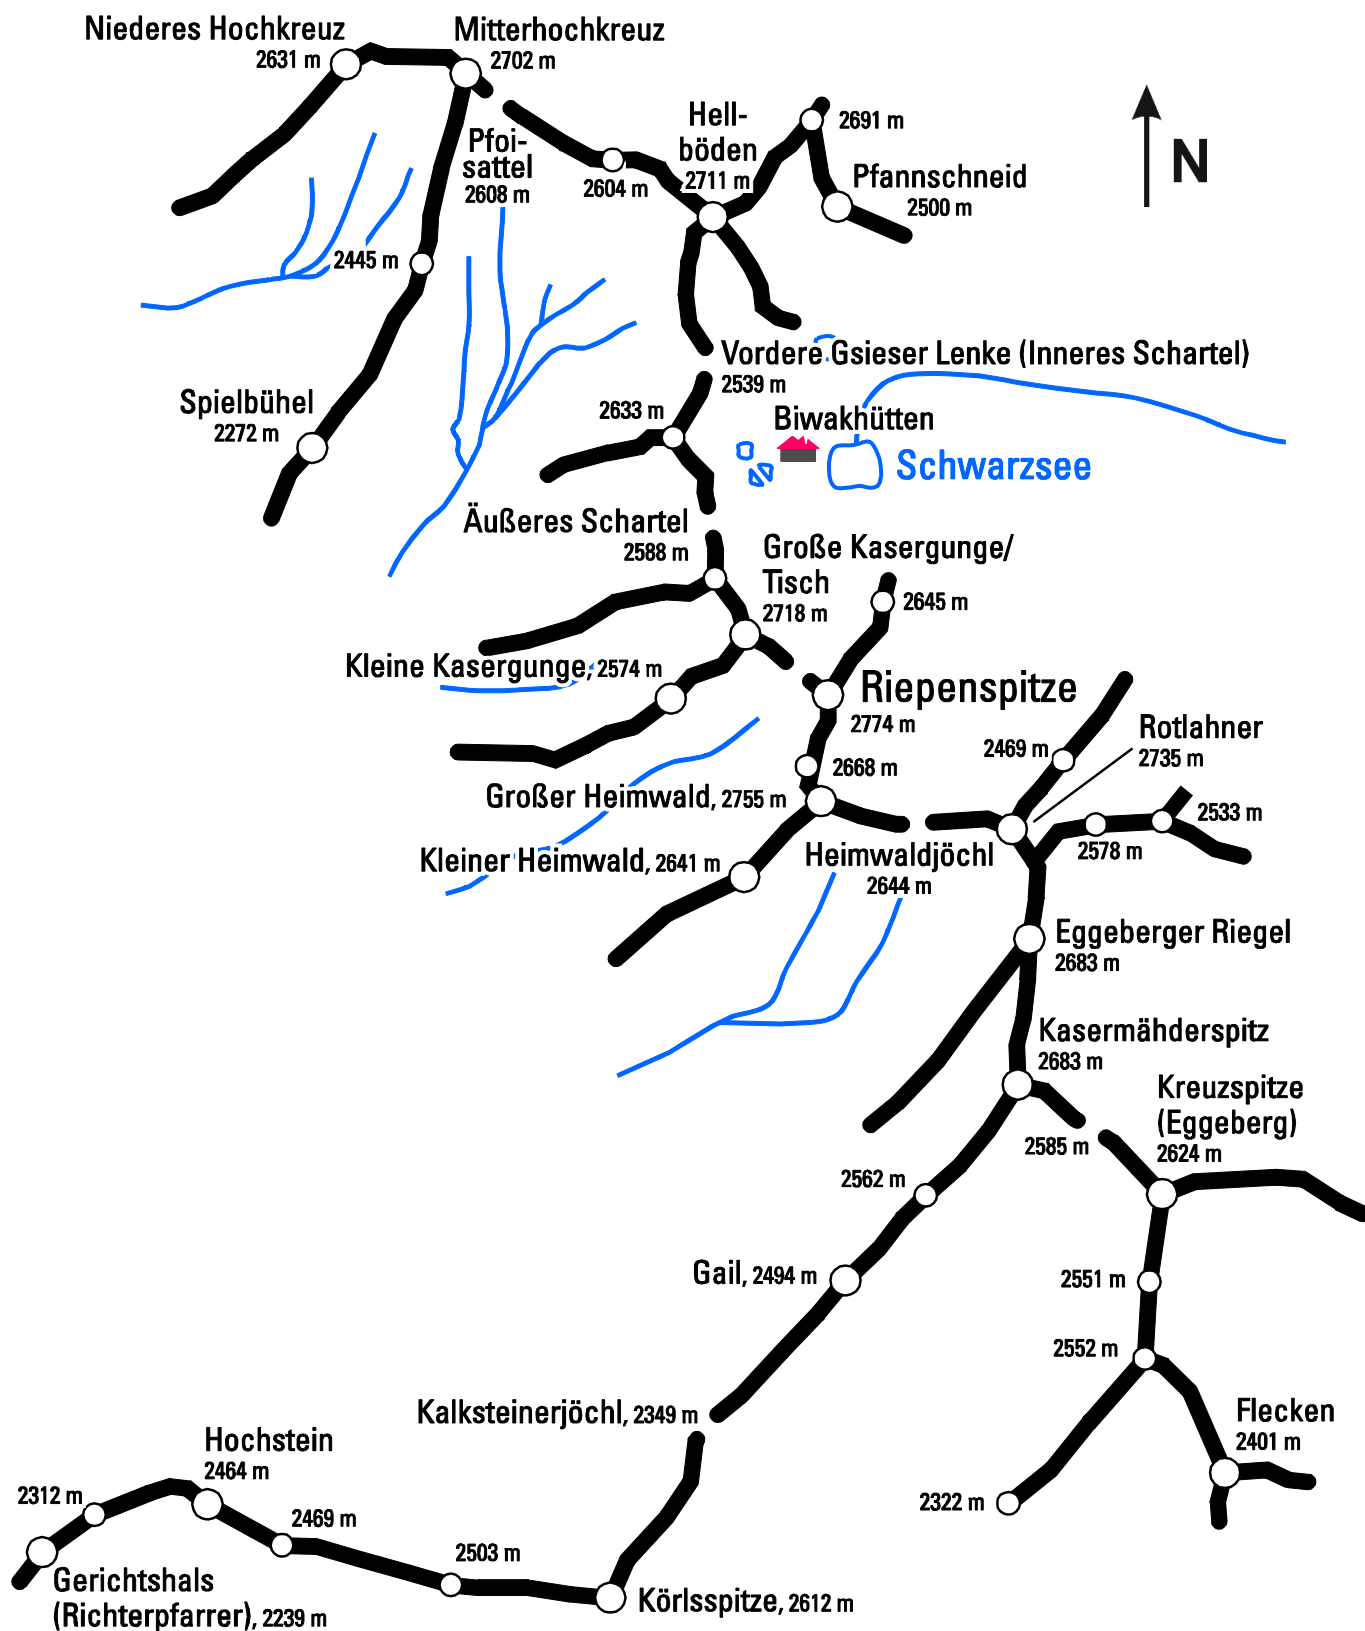 Niederes Hochkreuz
2631 m
Mitterhochkreuz
2702 m
Pfoi-
sattel
2608 m
2604 m
Hell-
böden
2711 m
2691 m
Pfannschneid
2500 m
N
2445 m
Spielbühel
2272 m
Vordere Gsieser Lenke (Inneres Schartel)
2539 m
2633 m
Biwakhütten
Schwarzsee
Äußeres Schartel
2588 m
Große Kasergunge/
Tisch
2718 m
2645 m
Kleine Kasergunge, 2574 m
Riepenspitze
2774 m
2668 m
2469 m
Rotlahner
2735 m
Großer Heimwald, 2755 m
2533 m
2578 m
Kleiner Heimwald, 2641 m
Heimwaldjöchl
2644 m
Eggeberger Riegel
2683 m
Kasermähderspitz
2683 m
Kreuzspitze
(Eggeberg)
2624 m
2585 m
2562 m
Gail, 2494 m
2551 m
2552 m
Kalksteinerjöchl, 2349 m
Flecken
2401 m
Hochstein
2464 m
2312 m
2469 m
2322 m
2503 m
Gerichtshals
(Richterpfarrer), 2239 m
Körlsspitze, 2612 m